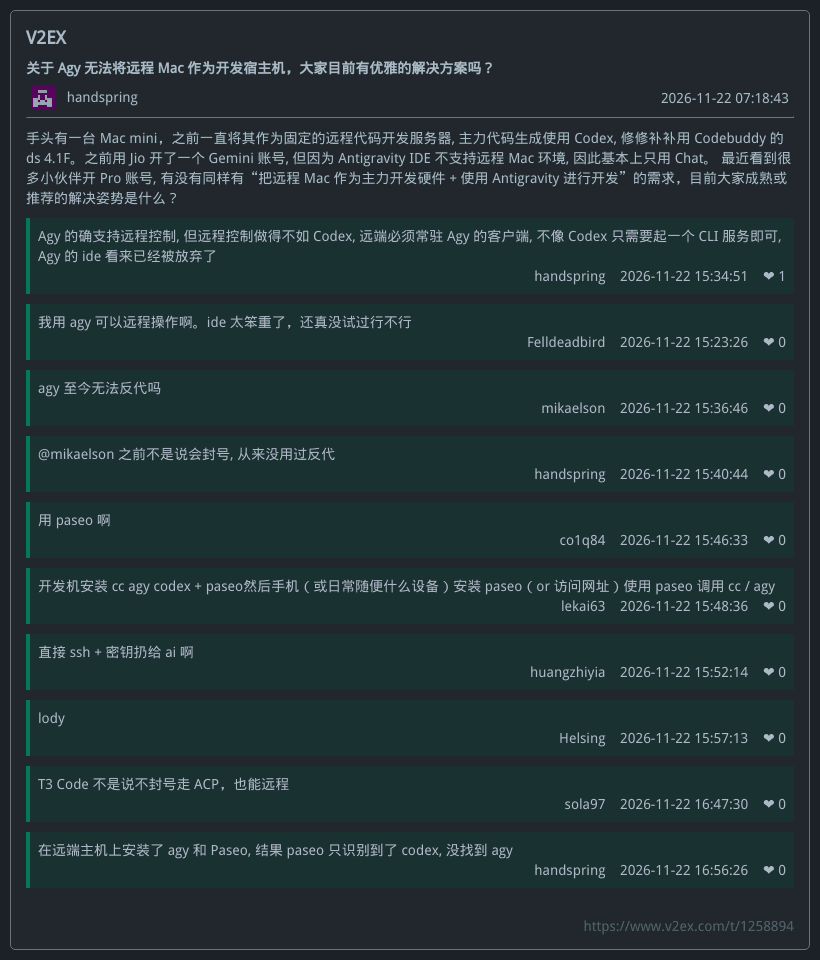 V2EX
关于 Agy 无法将远程 Mac 作为开发宿主机，大家目前有优雅的解决方案吗？
handspring
2026-11-22 07:18:43
手头有一台 Mac mini，之前一直将其作为固定的远程代码开发服务器, 主力代码生成使用 Codex, 修修补补用 Codebuddy 的
ds 4.1F。之前用 Jio 开了一个 Gemini 账号, 但因为 Antigravity IDE 不支持远程 Mac 环境, 因此基本上只用 Chat。 最近看到很
多小伙伴开 Pro 账号, 有没有同样有“把远程 Mac 作为主力开发硬件 + 使用 Antigravity 进行开发”的需求，目前大家成熟或
推荐的解决姿势是什么？
Agy 的确支持远程控制, 但远程控制做得不如 Codex, 远端必须常驻 Agy 的客户端, 不像 Codex 只需要起一个 CLI 服务即可,
Agy 的 ide 看来已经被放弃了
handspring 2026-11-22 15:34:51 ❤ 1
我用 agy 可以远程操作啊。ide 太笨重了，还真没试过行不行
Felldeadbird 2026-11-22 15:23:26 ❤ 0
agy 至今无法反代吗
mikaelson 2026-11-22 15:36:46 ❤ 0
@mikaelson 之前不是说会封号, 从来没用过反代
handspring 2026-11-22 15:40:44 ❤ 0
用 paseo 啊
co1q84 2026-11-22 15:46:33 ❤ 0
开发机安装 cc agy codex + paseo然后手机（或日常随便什么设备）安装 paseo（or 访问网址）使用 paseo 调用 cc / agy
lekai63 2026-11-22 15:48:36 ❤ 0
直接 ssh + 密钥扔给 ai 啊
huangzhiyia 2026-11-22 15:52:14 ❤ 0
lody
Helsing 2026-11-22 15:57:13 ❤ 0
T3 Code 不是说不封号走 ACP，也能远程
sola97 2026-11-22 16:47:30 ❤ 0
在远端主机上安装了 agy 和 Paseo, 结果 paseo 只识别到了 codex, 没找到 agy
handspring 2026-11-22 16:56:26 ❤ 0
https://www.v2ex.com/t/1258894